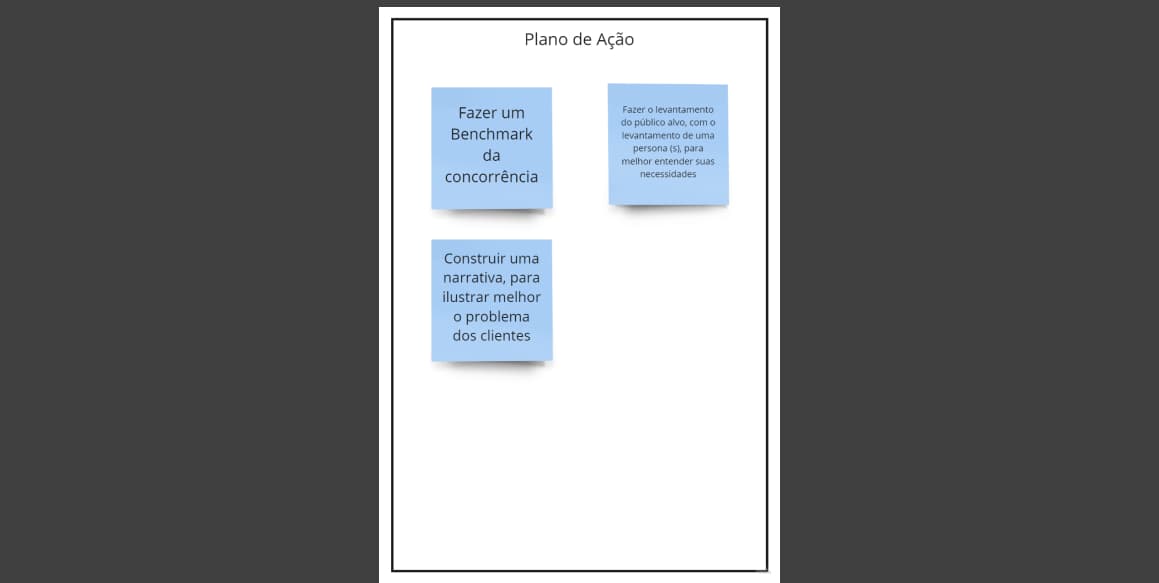 Plano de Ação
Fazer um
Benchmark
da
concorrência
Fazer o levantamento
do público alvo, com o
levantamento de uma
persona (s), para
melhor entender suas
necessidades
Construir uma
narrativa, para
ilustrar melhor
o problema
dos clientes